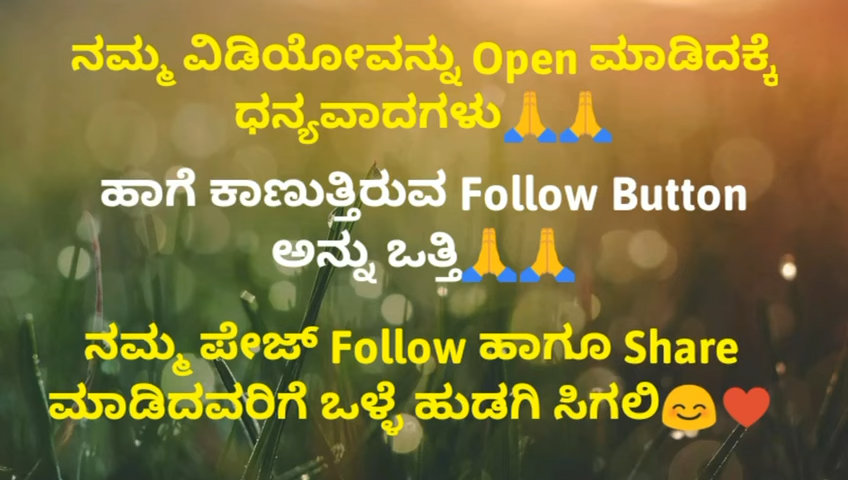 ನಮ್ಮ ವಿಡಿಯೋವನ್ನು Open ಮಾಡಿದಕ್ಕೆ
ಧನ್ಯವಾದಗಳು🙏🙏
ಹಾಗೆ ಕಾಣುತ್ತಿರುವ Follow Button
ಅನ್ನು ಒತ್ತಿ🙏🙏
ನಮ್ಮ ಪೇಜ್ Follow ಹಾಗೂ Share
ಮಾಡಿದವರಿಗೆ ಒಳ್ಳೆ ಹುಡಗಿ ಸಿಗಲಿ😊❤️